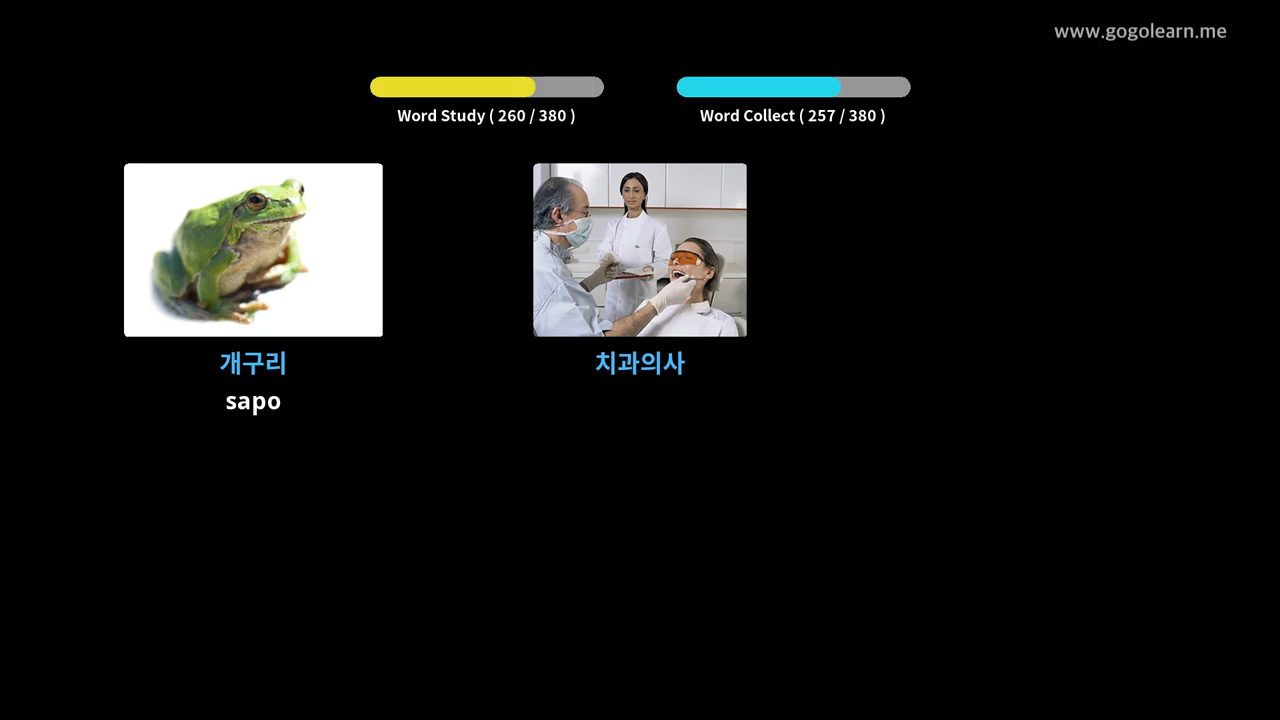 www.gogolearn.me
Word Study ( 260 / 380 )
Word Collect ( 257 / 380 )
개구리
치과의사
sapo